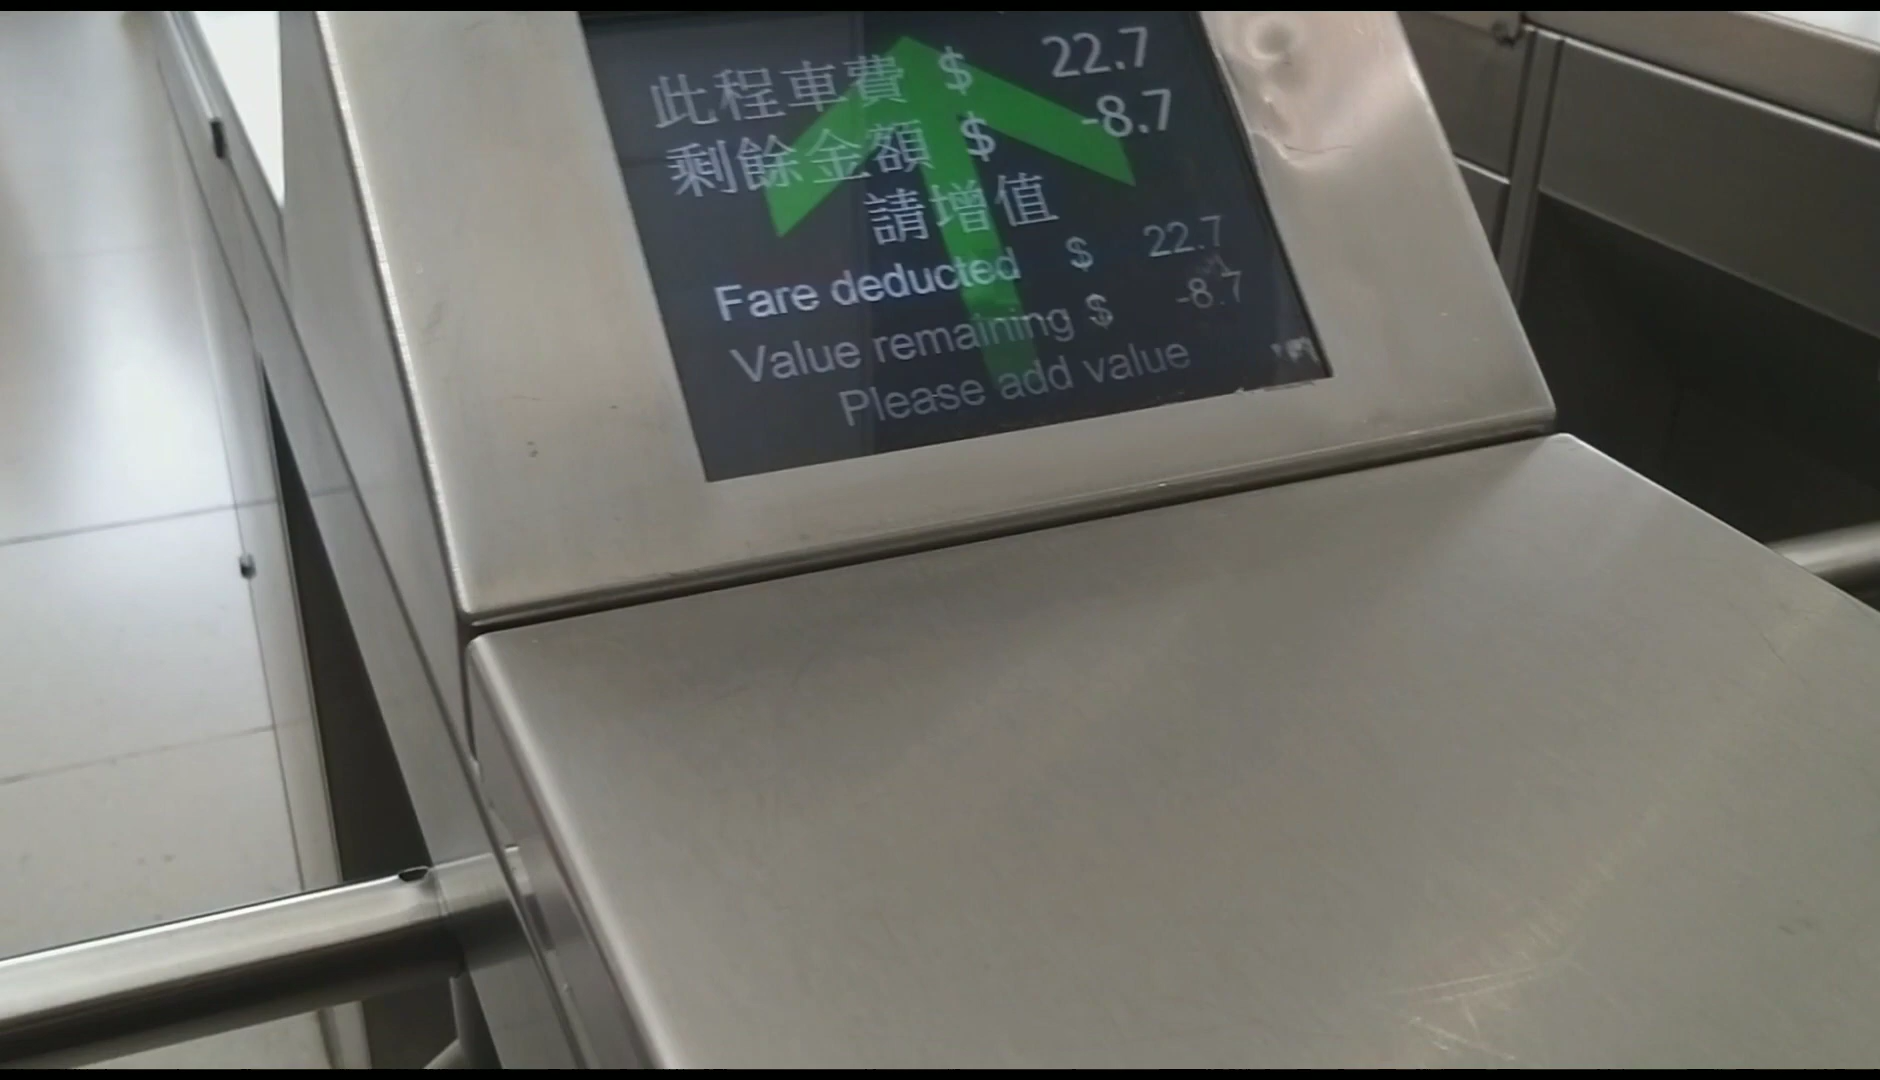 此程車費 $ 22.7
剩餘金額 $ -8.7
請增值
Fare deducted $ 22.7
Value remaining $ -8.7
Please add value